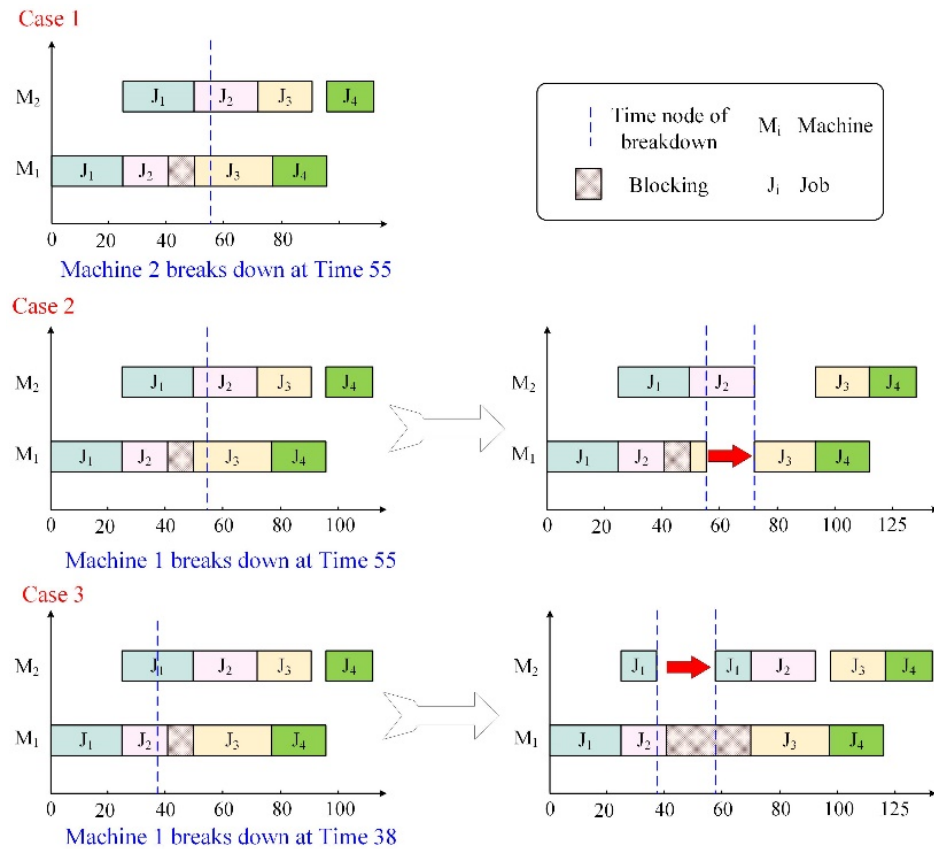 Case 1
M2 J1 J2 J3 J4
M1 J1 J2 J3 J4
0 20 40 60 80
Machine 2 breaks down at Time 55
Time node of
breakdown
Mi Machine
Blocking
Ji Job
Case 2
M2 J1 J2 J3 J4
M1 J1 J2 J3 J4
0 20 40 60 80 100
Machine 1 breaks down at Time 55
M2 J1 J2 J3 J4
M1 J1 J2 J3 J4
0 20 40 60 80 100 125
Case 3
M2 J1 J2 J3 J4
M1 J1 J2 J3 J4
0 20 40 60 80 100
Machine 1 breaks down at Time 38
M2 J1 J1 J2 J3 J4
M1 J1 J2 J3 J4
0 20 40 60 80 100 125